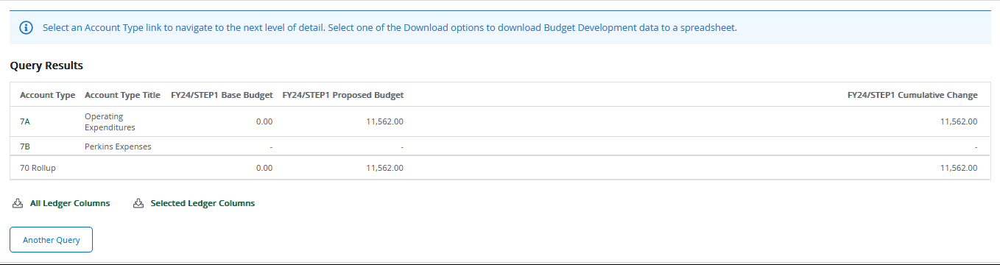 Select an Account Type link to navigate to the next level of detail. Select one of the Download options to download Budget Development data to a spreadsheet.
Query Results
Account Type Account Type Title FY24/STEP1 Base Budget FY24/STEP1 Proposed Budget FY24/STEP1 Cumulative Change
7A Operating Expenditures 0.00 11,562.00 11,562.00
7B Perkins Expenses - - -
70 Rollup 0.00 11,562.00 11,562.00
All Ledger Columns Selected Ledger Columns
Another Query